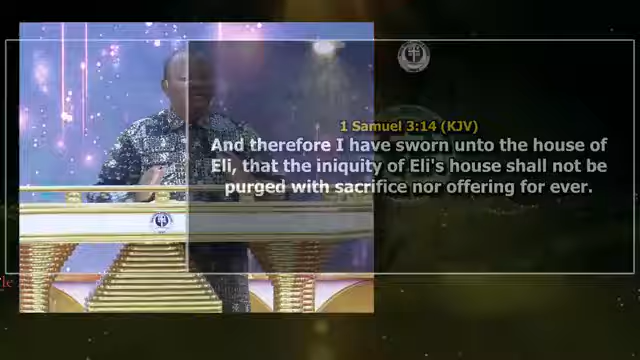 1 Samuel 3:14 (KJV)
And therefore I have sworn unto the house of
Eli, that the iniquity of Eli's house shall not be
purged with sacrifice nor offering for ever.